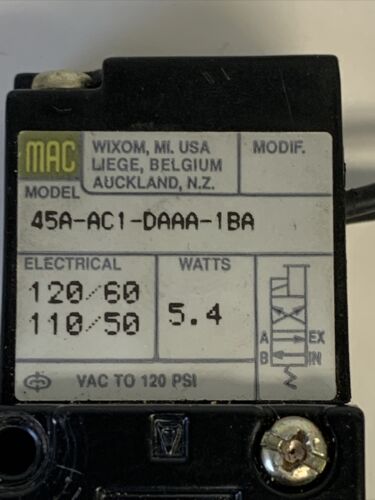 MAC
WIXOM, MI. USA
LIEGE, BELGIUM
AUCKLAND, N.Z.
MODIF.
MODEL
45A-AC1-DAAA-1BA
ELECTRICAL
120/60
110/50
WATTS
5.4
A
EX
B
IN
VAC TO 120 PSI